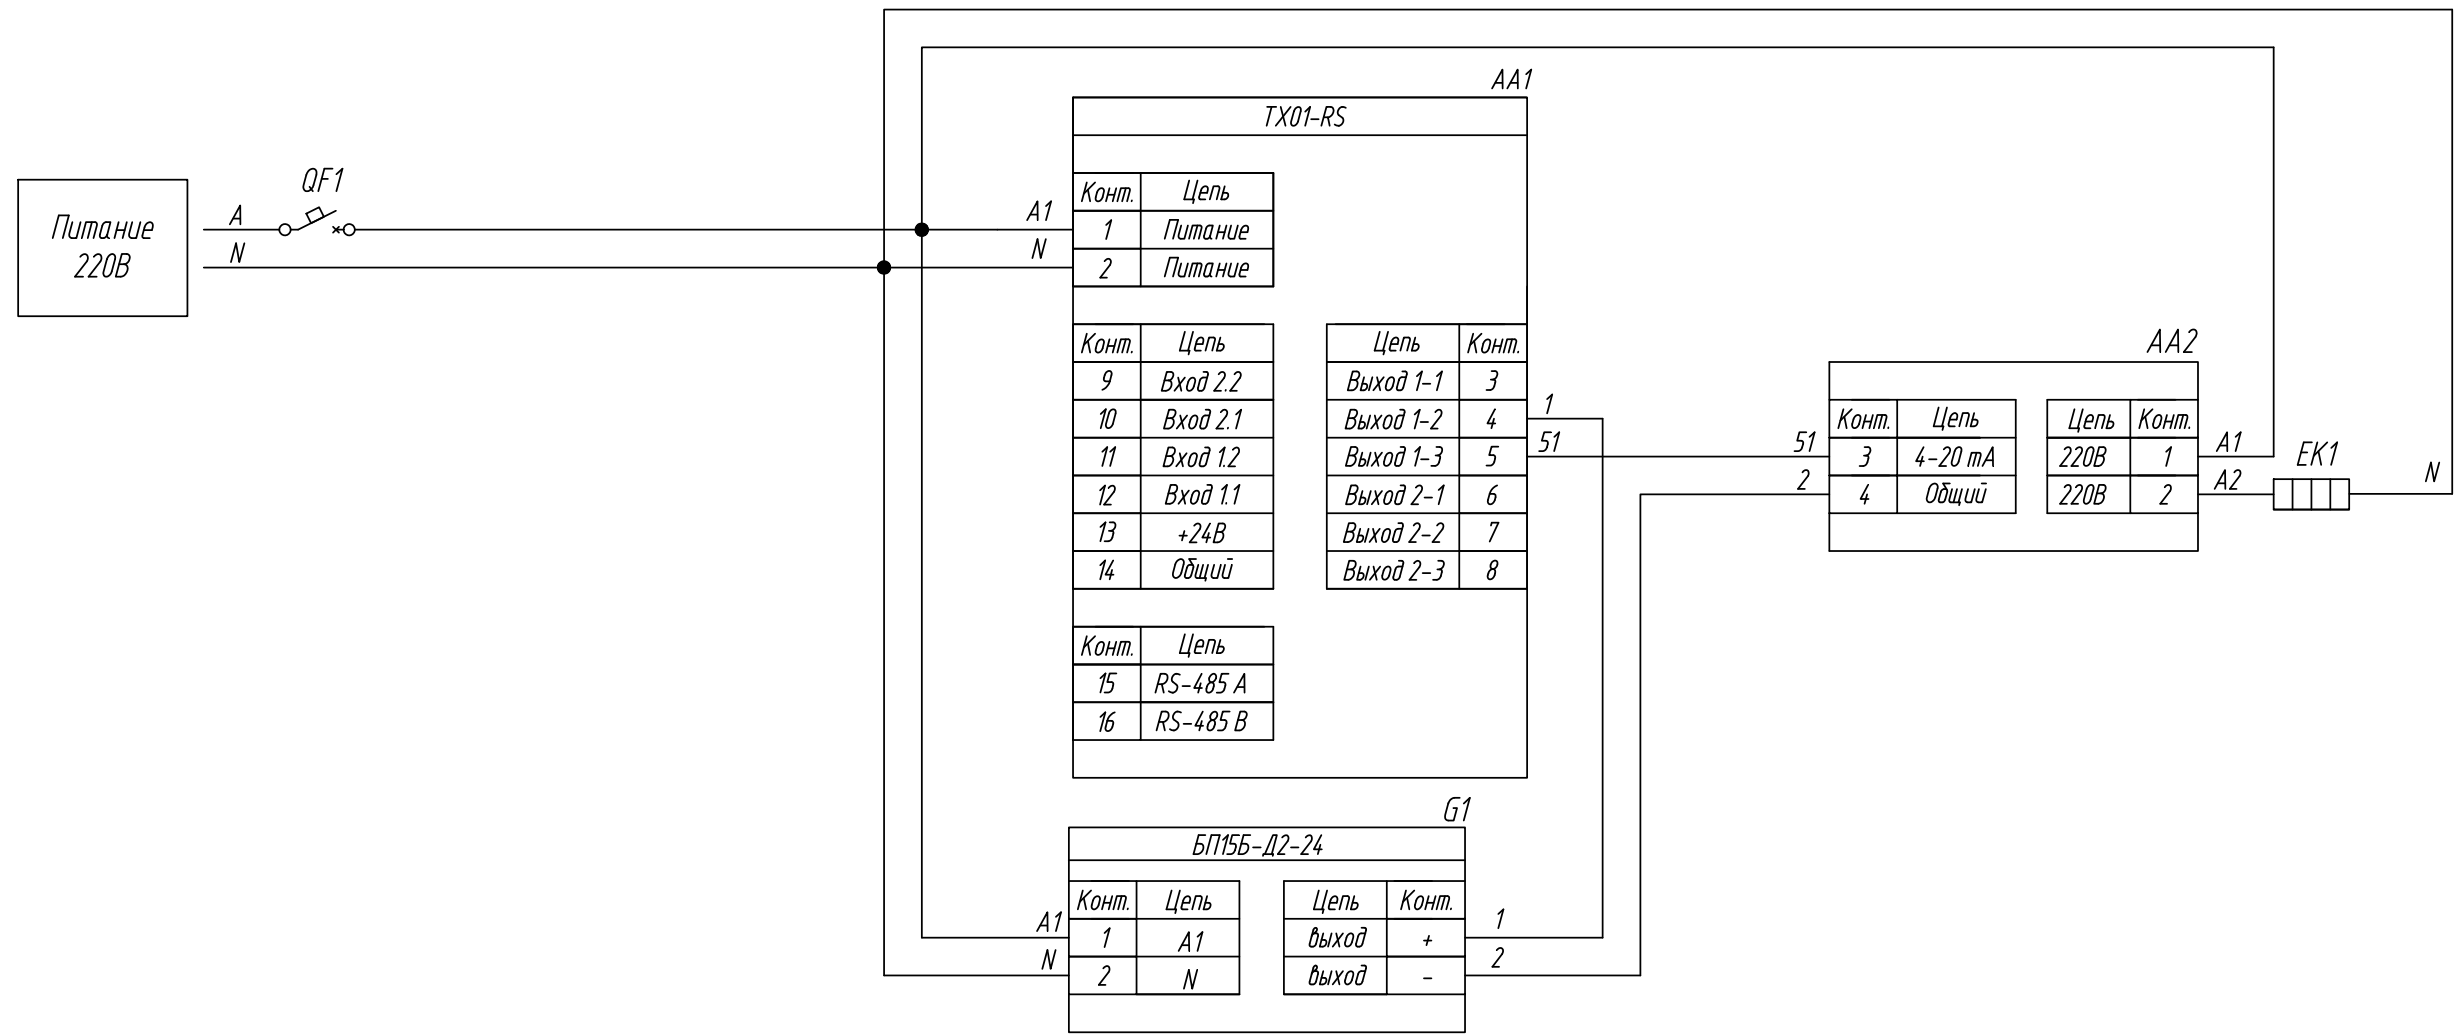 AA1
TX01-RS
QF1
Питание
220В
A
N
A1
N
Конт. Цепь
1 Питание
2 Питание
Конт. Цепь
9 Вход 2.2
10 Вход 2.1
11 Вход 1.2
12 Вход 1.1
13 +24В
14 Общий
Цепь Конт.
Выход 1-1 3
Выход 1-2 4
Выход 1-3 5
Выход 2-1 6
Выход 2-2 7
Выход 2-3 8
1
51
Конт. Цепь
15 RS-485 A
16 RS-485 B
AA2
51
2
Конт. Цепь
3 4-20 mA
4 Общий
Цепь Конт.
220В 1
220В 2
A1
A2
EK1
N
G1
БП15Б-Д2-24
A1
N
Конт. Цепь
1 A1
2 N
Цепь Конт.
выход +
выход -
1
2